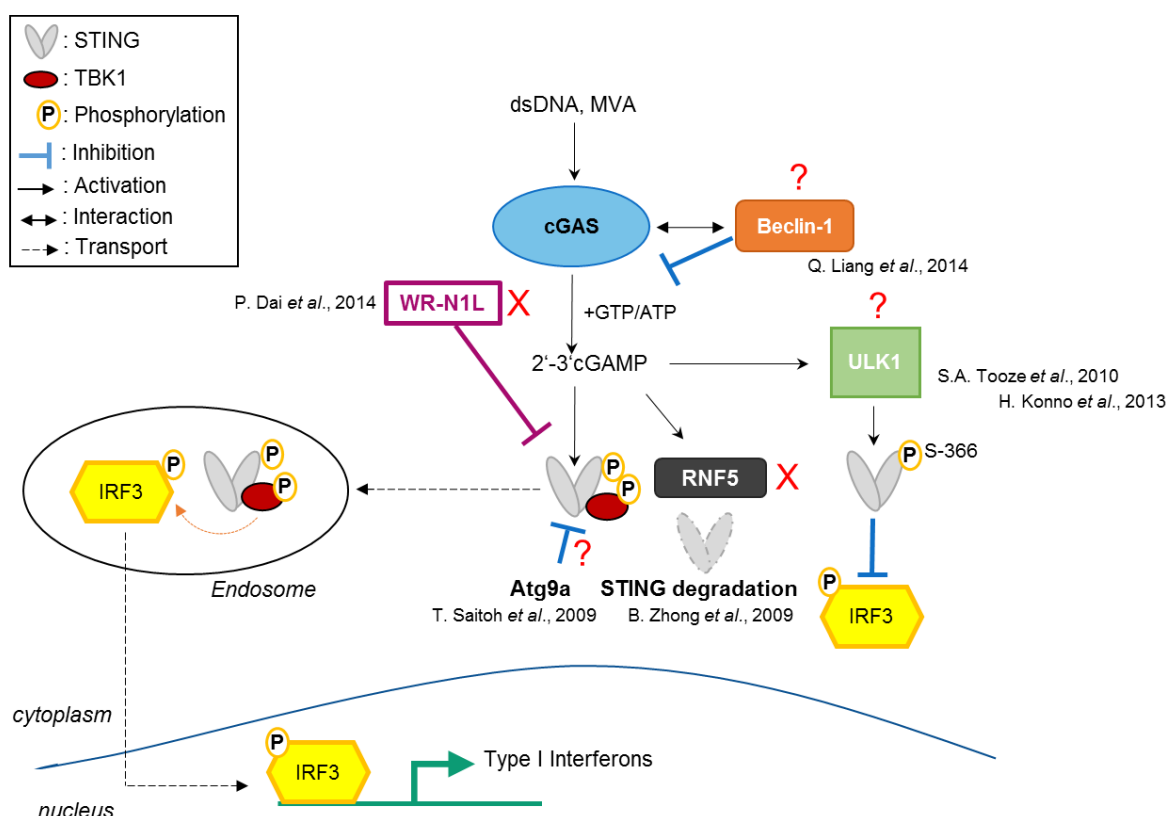 : STING
: TBK1
P : Phosphorylation
: Inhibition
: Activation
: Interaction
: Transport
dsDNA, MVA
?
cGAS
Beclin-1
Q. Liang et al., 2014
P. Dai et al., 2014
WR-N1L X
+GTP/ATP
?
2‘-3‘cGAMP
ULK1
S.A. Tooze et al., 2010
H. Konno et al., 2013
P S-366
P
IRF3
P
P
P
P
RNF5 X
?
Endosome
Atg9a
T. Saitoh et al., 2009
STING degradation
B. Zhong et al., 2009
P
IRF3
cytoplasm
P
IRF3
Type I Interferons
nucleus